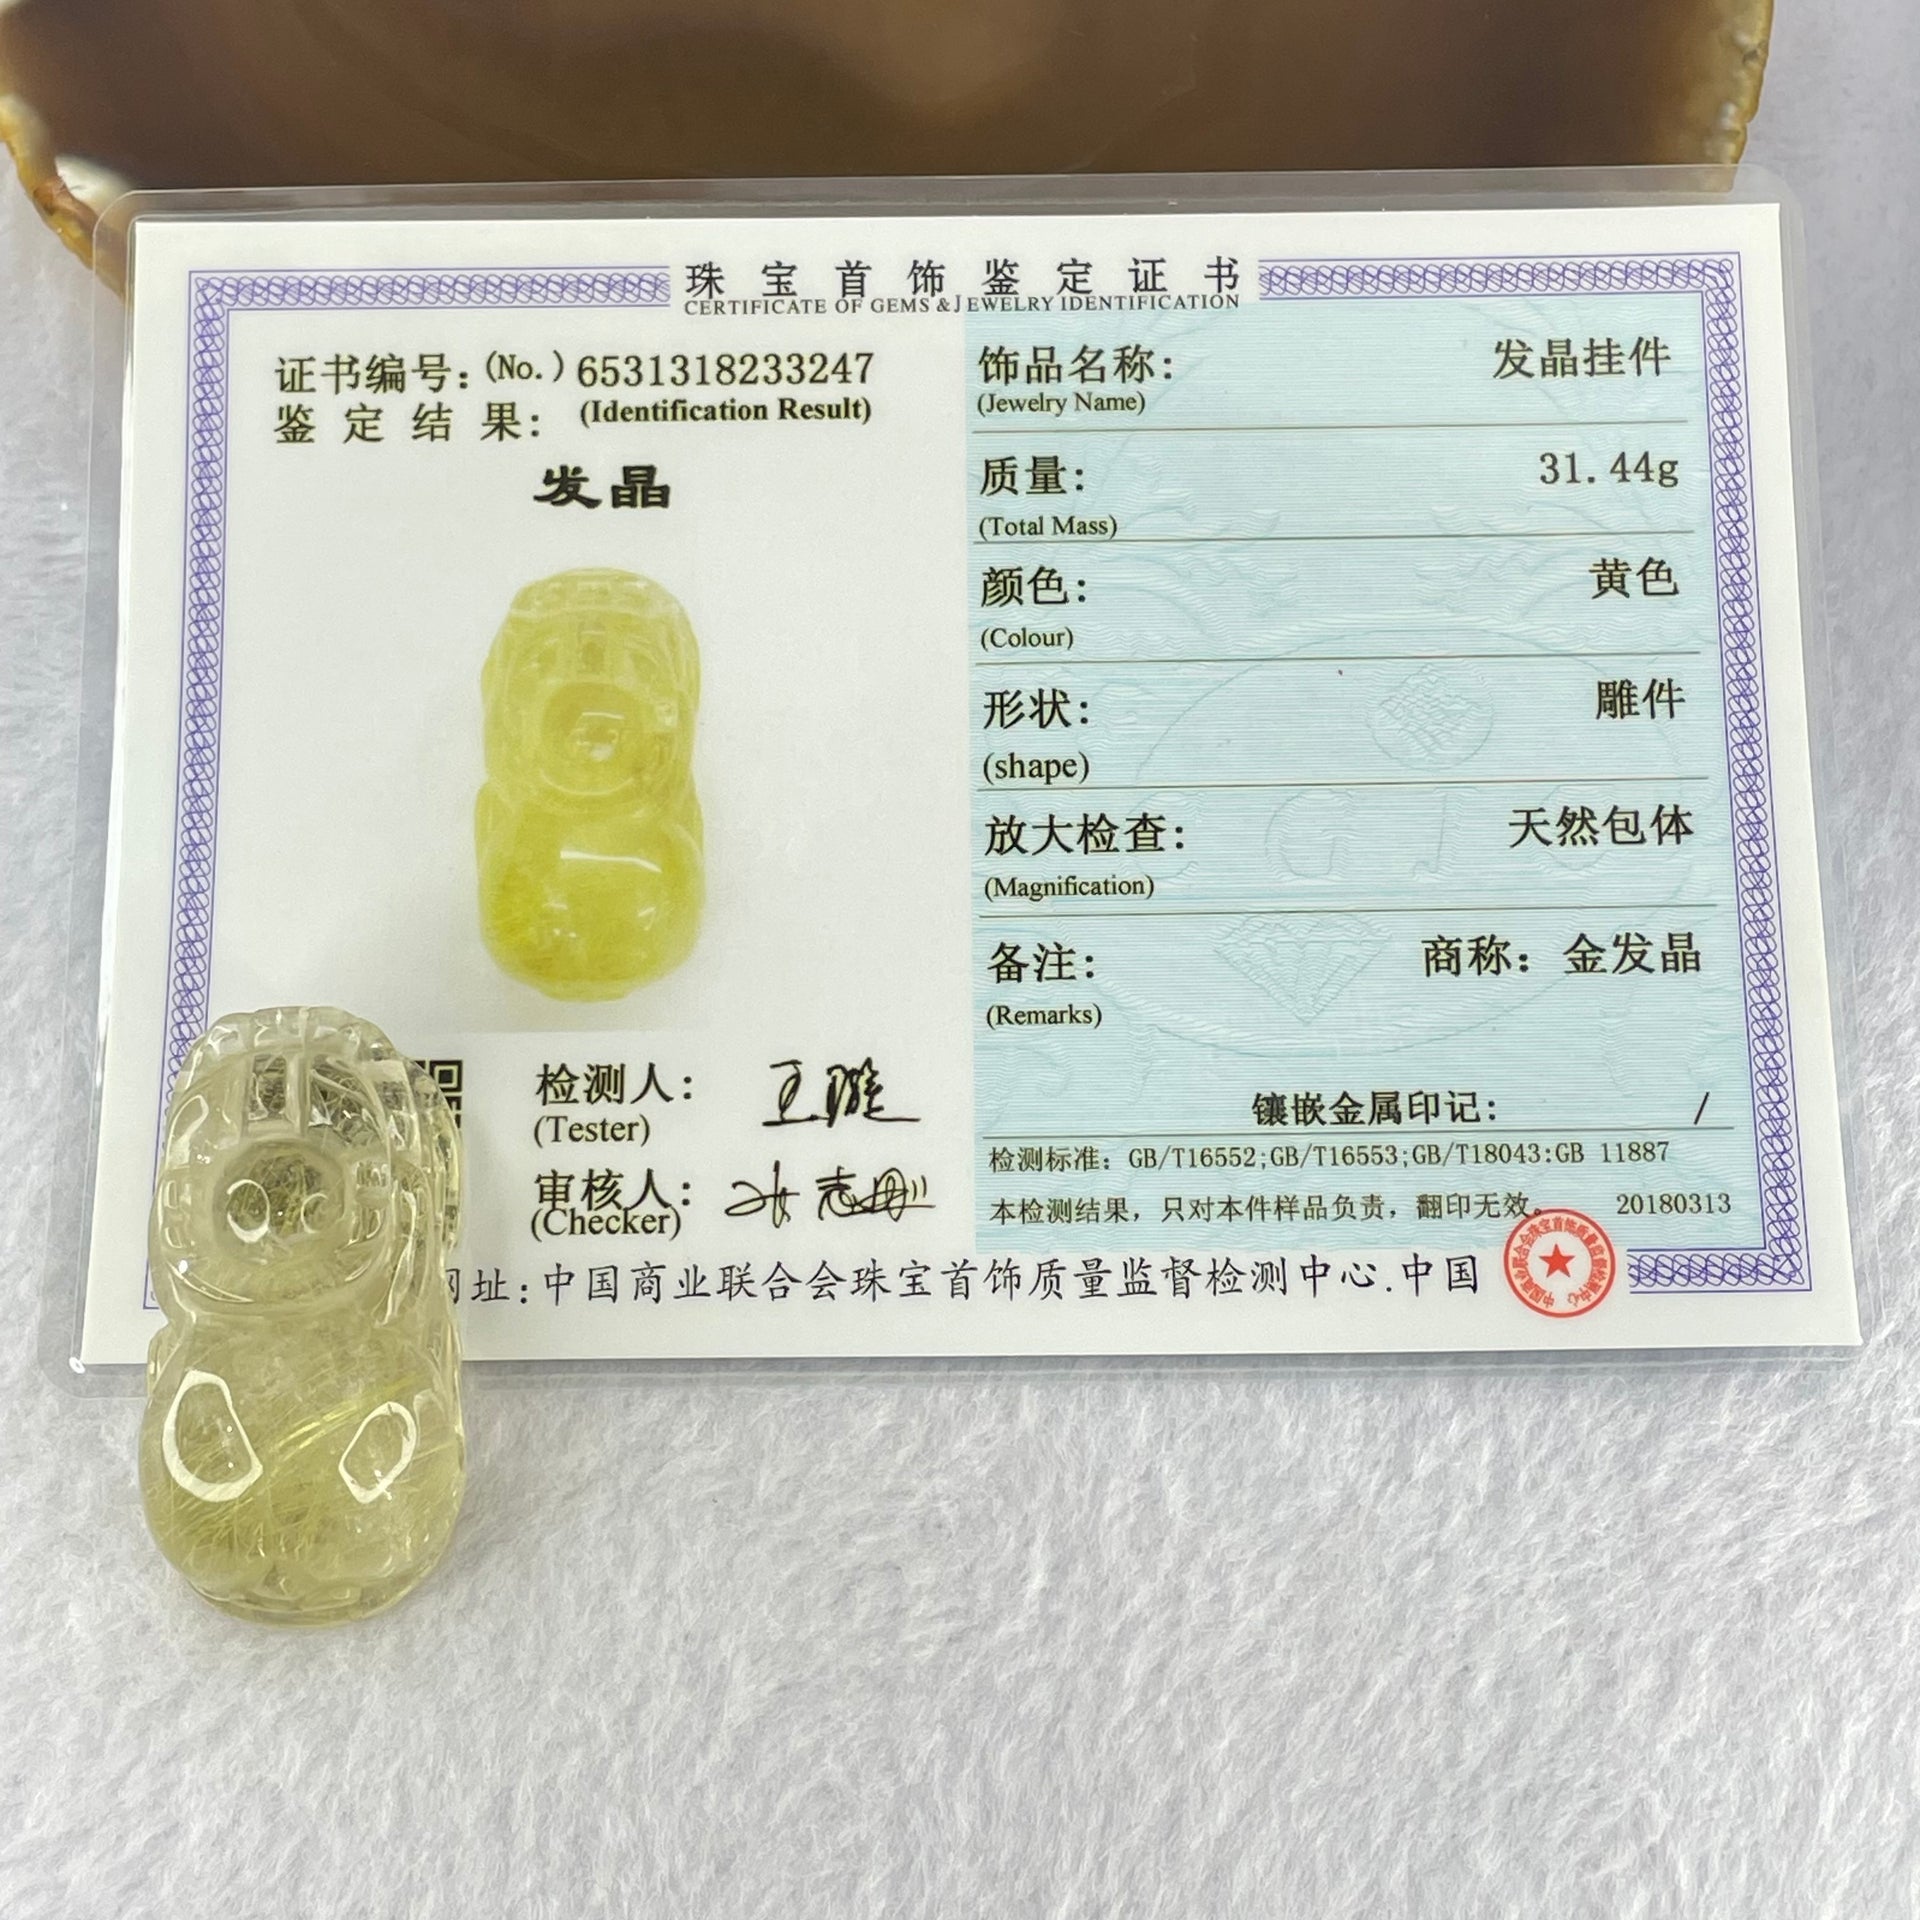 珠宝首饰鉴定证书
CERTIFICATE OF GEMS &JEWELRY IDENTIFICATION
证书编号:(No.)6531318233247
鉴定结果: (Identification Result)
发晶
检测人:
(Tester)
审核人:
(Checker)
饰品名称: 发晶挂件
(Jewelry Name)
质量: 31.44g
(Total Mass)
颜色: 黄色
(Colour)
形状: 雕件
(shape)
放大检查: 天然包体
(Magnification)
备注: 商称: 金发晶
(Remarks)
镶嵌金属印记: /
检测标准: GB/T16552;GB/T16553;GB/T18043:GB 11887
本检测结果，只对本件样品负责，翻印无效。 20180313
网址:中国商业联合会珠宝首饰质量监督检测中心.中国